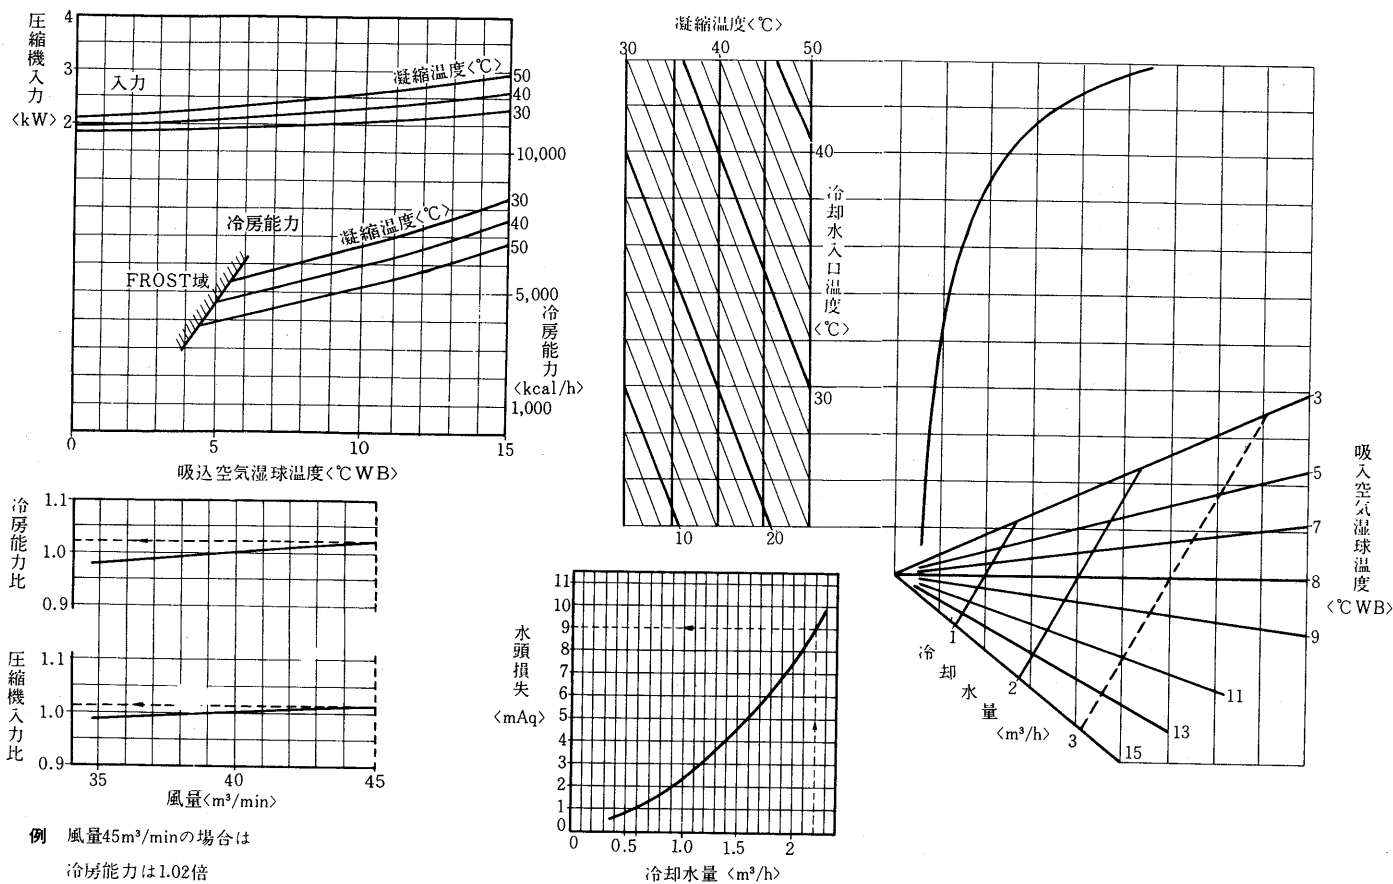 圧縮機入力
<kW>
4
3
2
入力
凝縮温度<℃>
50
40
30
10,000
5,000
1,000
冷房能力
<kcal/h>
冷房能力
凝縮温度<℃>
30
40
50
FROST域
0
5
10
15
吸込空気湿球温度<℃WB>
冷房能力比
1.1
1.0
0.9
圧縮機入力比
1.1
1.0
0.9
35
40
45
風量<m³/min>
例 風量45m³/minの場合は
冷房能力は1.02倍
凝縮温度<℃>
30
40
50
冷却水入口温度
<℃>
40
30
10
20
水頭損失
<mAq>
11
10
9
8
7
6
5
4
3
2
1
0
0
0.5
1.0
1.5
2
冷却水量 <m³/h>
3
5
7
8
9
11
13
15
吸入空気湿球温度
<℃WB>
1
2
3
冷却水量
<m³/h>